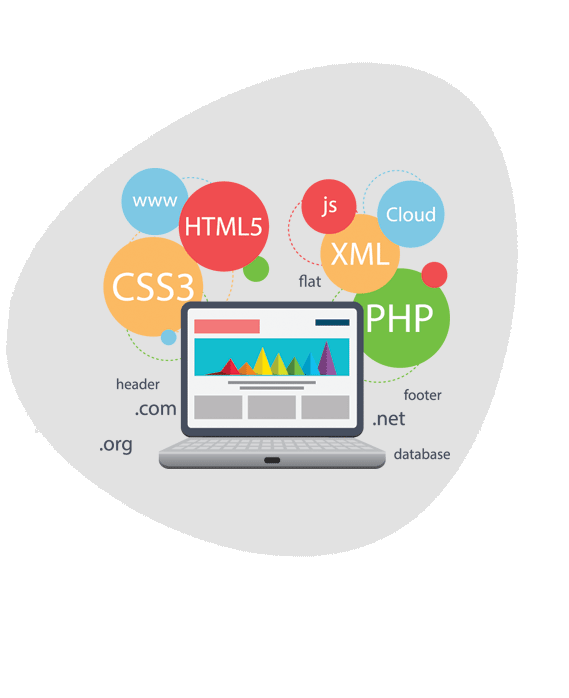 www
HTML5
js
Cloud
XML
CSS3
flat
PHP
header
footer
.com
.net
.org
database